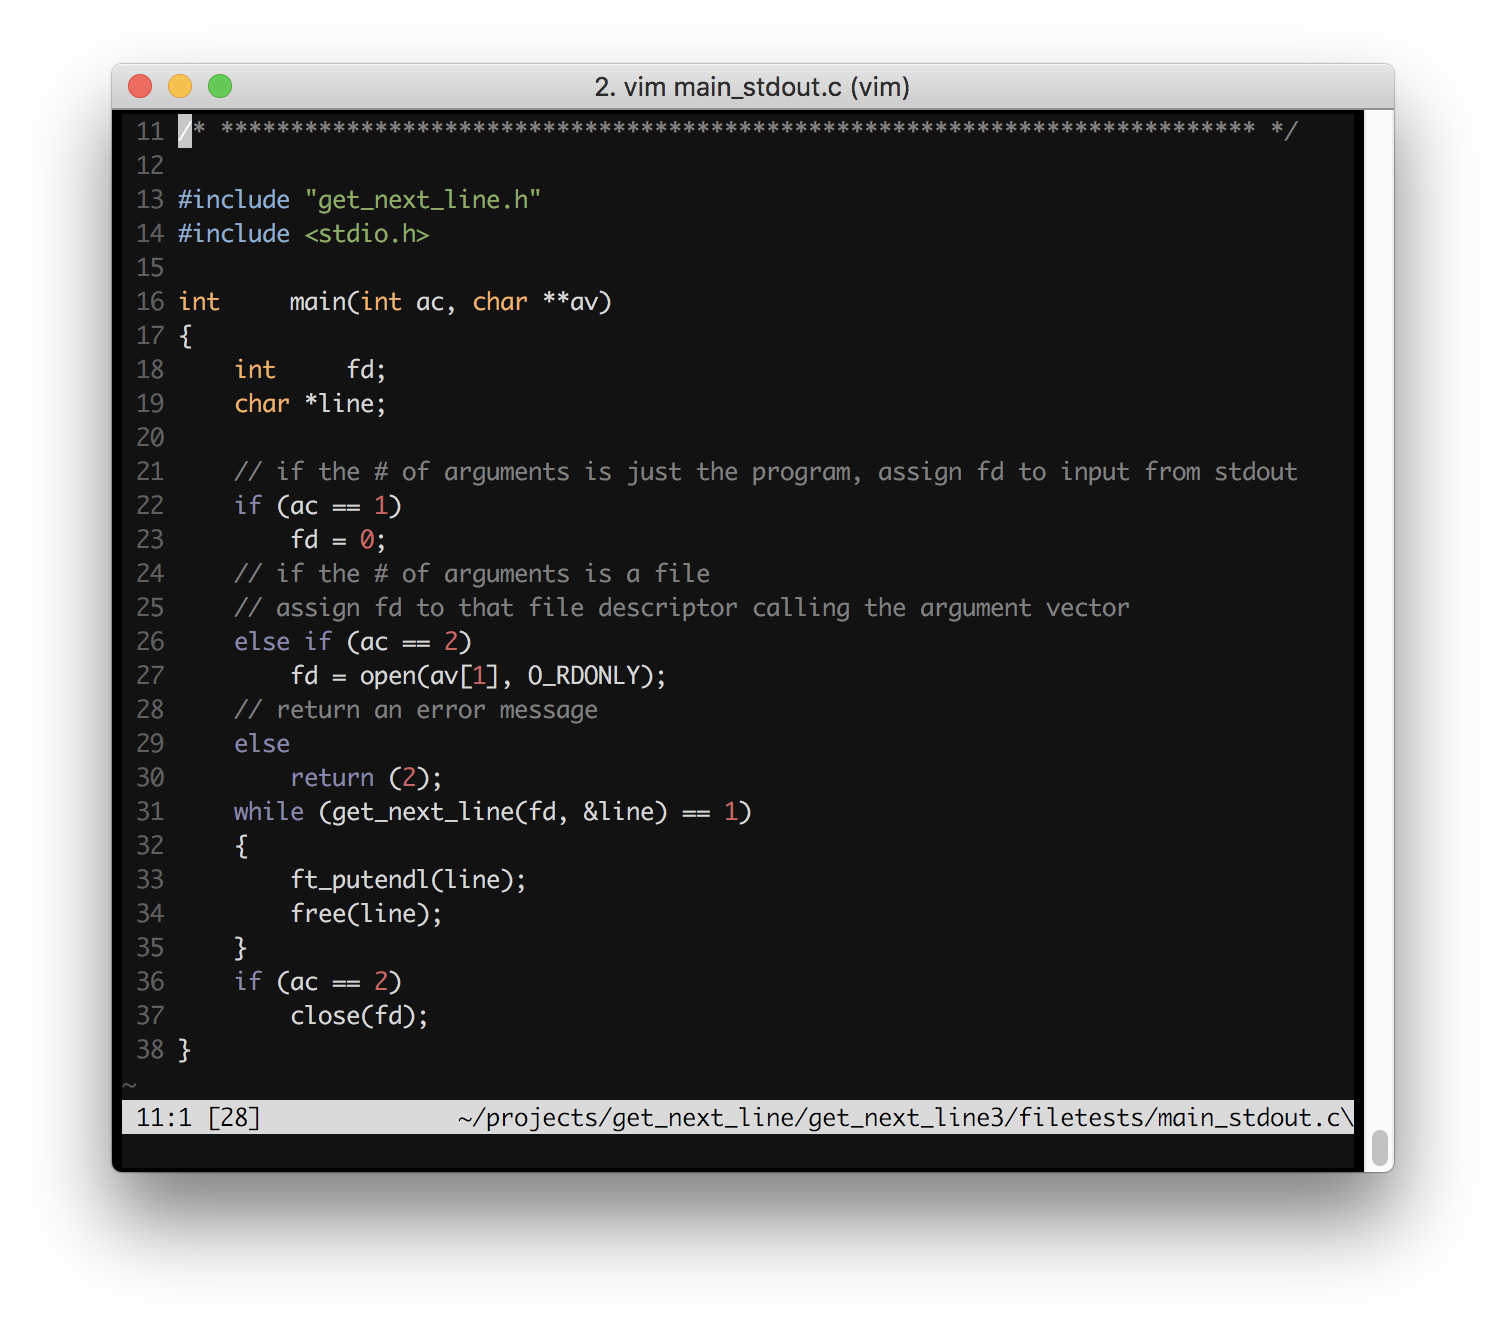 2. vim main_stdout.c (vim)
11 /* ************************************************************************** */
12
13 #include "get_next_line.h"
14 #include <stdio.h>
15
16 int     main(int ac, char **av)
17 {
18     int     fd;
19     char *line;
20
21     // if the # of arguments is just the program, assign fd to input from stdout
22     if (ac == 1)
23         fd = 0;
24     // if the # of arguments is a file
25     // assign fd to that file descriptor calling the argument vector
26     else if (ac == 2)
27         fd = open(av[1], O_RDONLY);
28     // return an error message
29     else
30         return (2);
31     while (get_next_line(fd, &line) == 1)
32     {
33         ft_putendl(line);
34         free(line);
35     }
36     if (ac == 2)
37         close(fd);
38 }
~
11:1 [28]              ~/projects/get_next_line/get_next_line3/filetests/main_stdout.c\